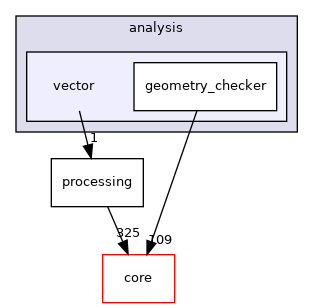 analysis
vector
geometry_checker
1
processing
325
109
core